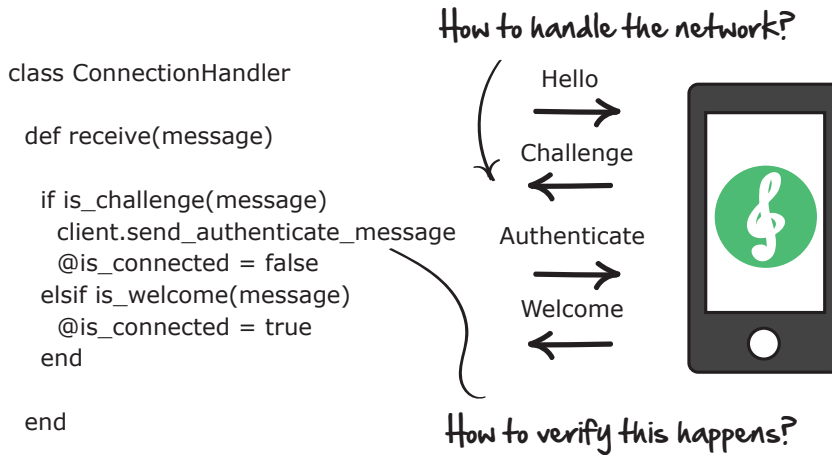 How to handle the network?
class ConnectionHandler
def receive(message)
if is_challenge(message)
client.send_authenticate_message
@is_connected = false
elsif is_welcome(message)
@is_connected = true
end
end
Hello
Challenge
Authenticate
Welcome
How to verify this happens?